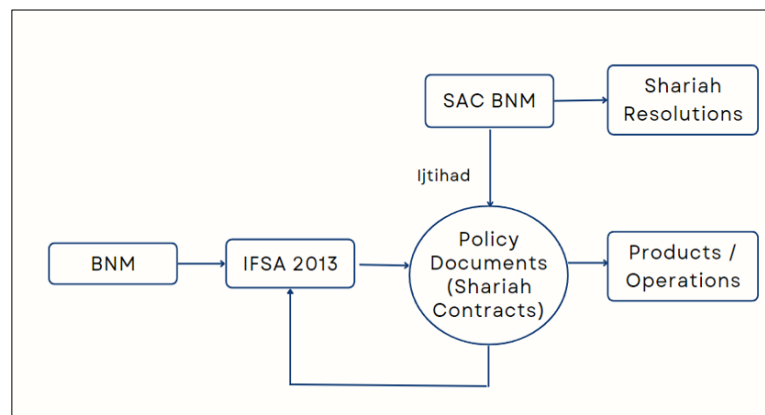 SAC BNM
Shariah
Resolutions
Ijtihad
BNM
IFSA 2013
Policy
Documents
(Shariah
Contracts)
Products /
Operations